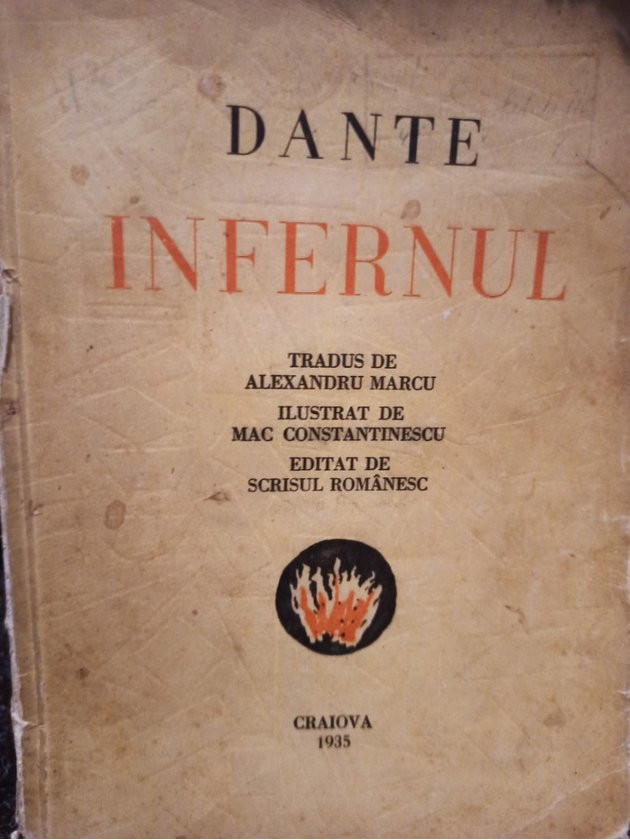 DANTE
INFERNUL
TRADUS DE
ALEXANDRU MARCU
ILUSTRAT DE
MAC CONSTANTINESCU
EDITAT DE
SCRISUL ROMÂNESC
CRAIOVA
1935